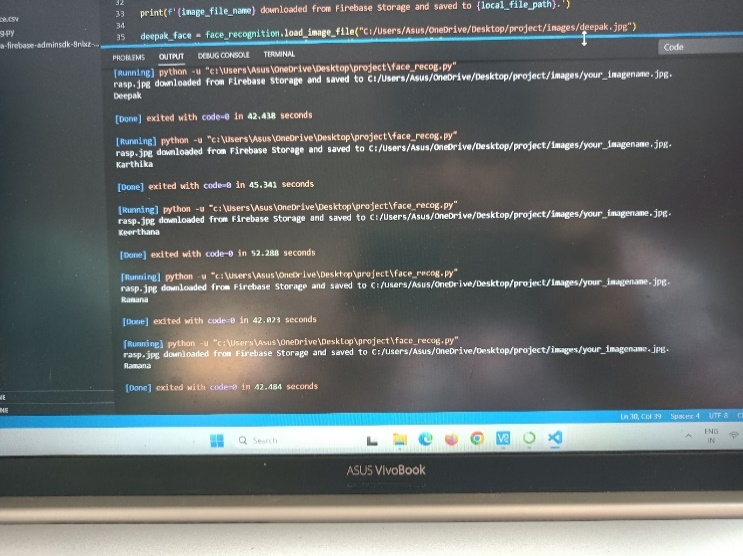 32
33 print(f'{image_file_name} downloaded from Firebase Storage and saved to {local_file_path}.')
34
35 deepak_face = face_recognition.load_image_file("C:/Users/Asus/OneDrive/Desktop/project/images/deepak.jpg")
Code
PROBLEMS OUTPUT DEBUG CONSOLE TERMINAL
[Running] python -u "c:\Users\Asus\OneDrive\Desktop\project\face_recog.py"
rasp.jpg downloaded from Firebase Storage and saved to C:/Users/Asus/OneDrive/Desktop/project/images/your_imagename.jpg.
Deepak
[Done] exited with code=0 in 42.438 seconds
[Running] python -u "c:\Users\Asus\OneDrive\Desktop\project\face_recog.py"
rasp.jpg downloaded from Firebase Storage and saved to C:/Users/Asus/OneDrive/Desktop/project/images/your_imagename.jpg.
Karthika
[Done] exited with code=0 in 45.341 seconds
[Running] python -u "c:\Users\Asus\OneDrive\Desktop\project\face_recog.py"
rasp.jpg downloaded from Firebase Storage and saved to C:/Users/Asus/OneDrive/Desktop/project/images/your_imagename.jpg.
Keerthana
[Done] exited with code=0 in 52.288 seconds
[Running] python -u "c:\Users\Asus\OneDrive\Desktop\project\face_recog.py"
rasp.jpg downloaded from Firebase Storage and saved to C:/Users/Asus/OneDrive/Desktop/project/images/your_imagename.jpg.
Ramana
[Done] exited with code=0 in 42.023 seconds
[Running] python -u "c:\Users\Asus\OneDrive\Desktop\project\face_recog.py"
rasp.jpg downloaded from Firebase Storage and saved to C:/Users/Asus/OneDrive/Desktop/project/images/your_imagename.jpg.
Ramana
[Done] exited with code=0 in 42.484 seconds
Ln 30, Col 39 Spaces: 4 UTF-8
Search
ENG
IN
ASUS VivoBook